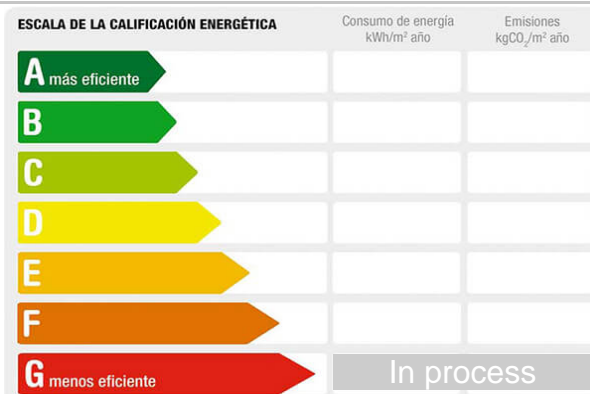 ESCALA DE LA CALIFICACIÓN ENERGÉTICA
Consumo de energía
kWh/m² año
Emisiones
kgCO₂/m² año
A más eficiente
B
C
D
E
F
G menos eficiente
In process